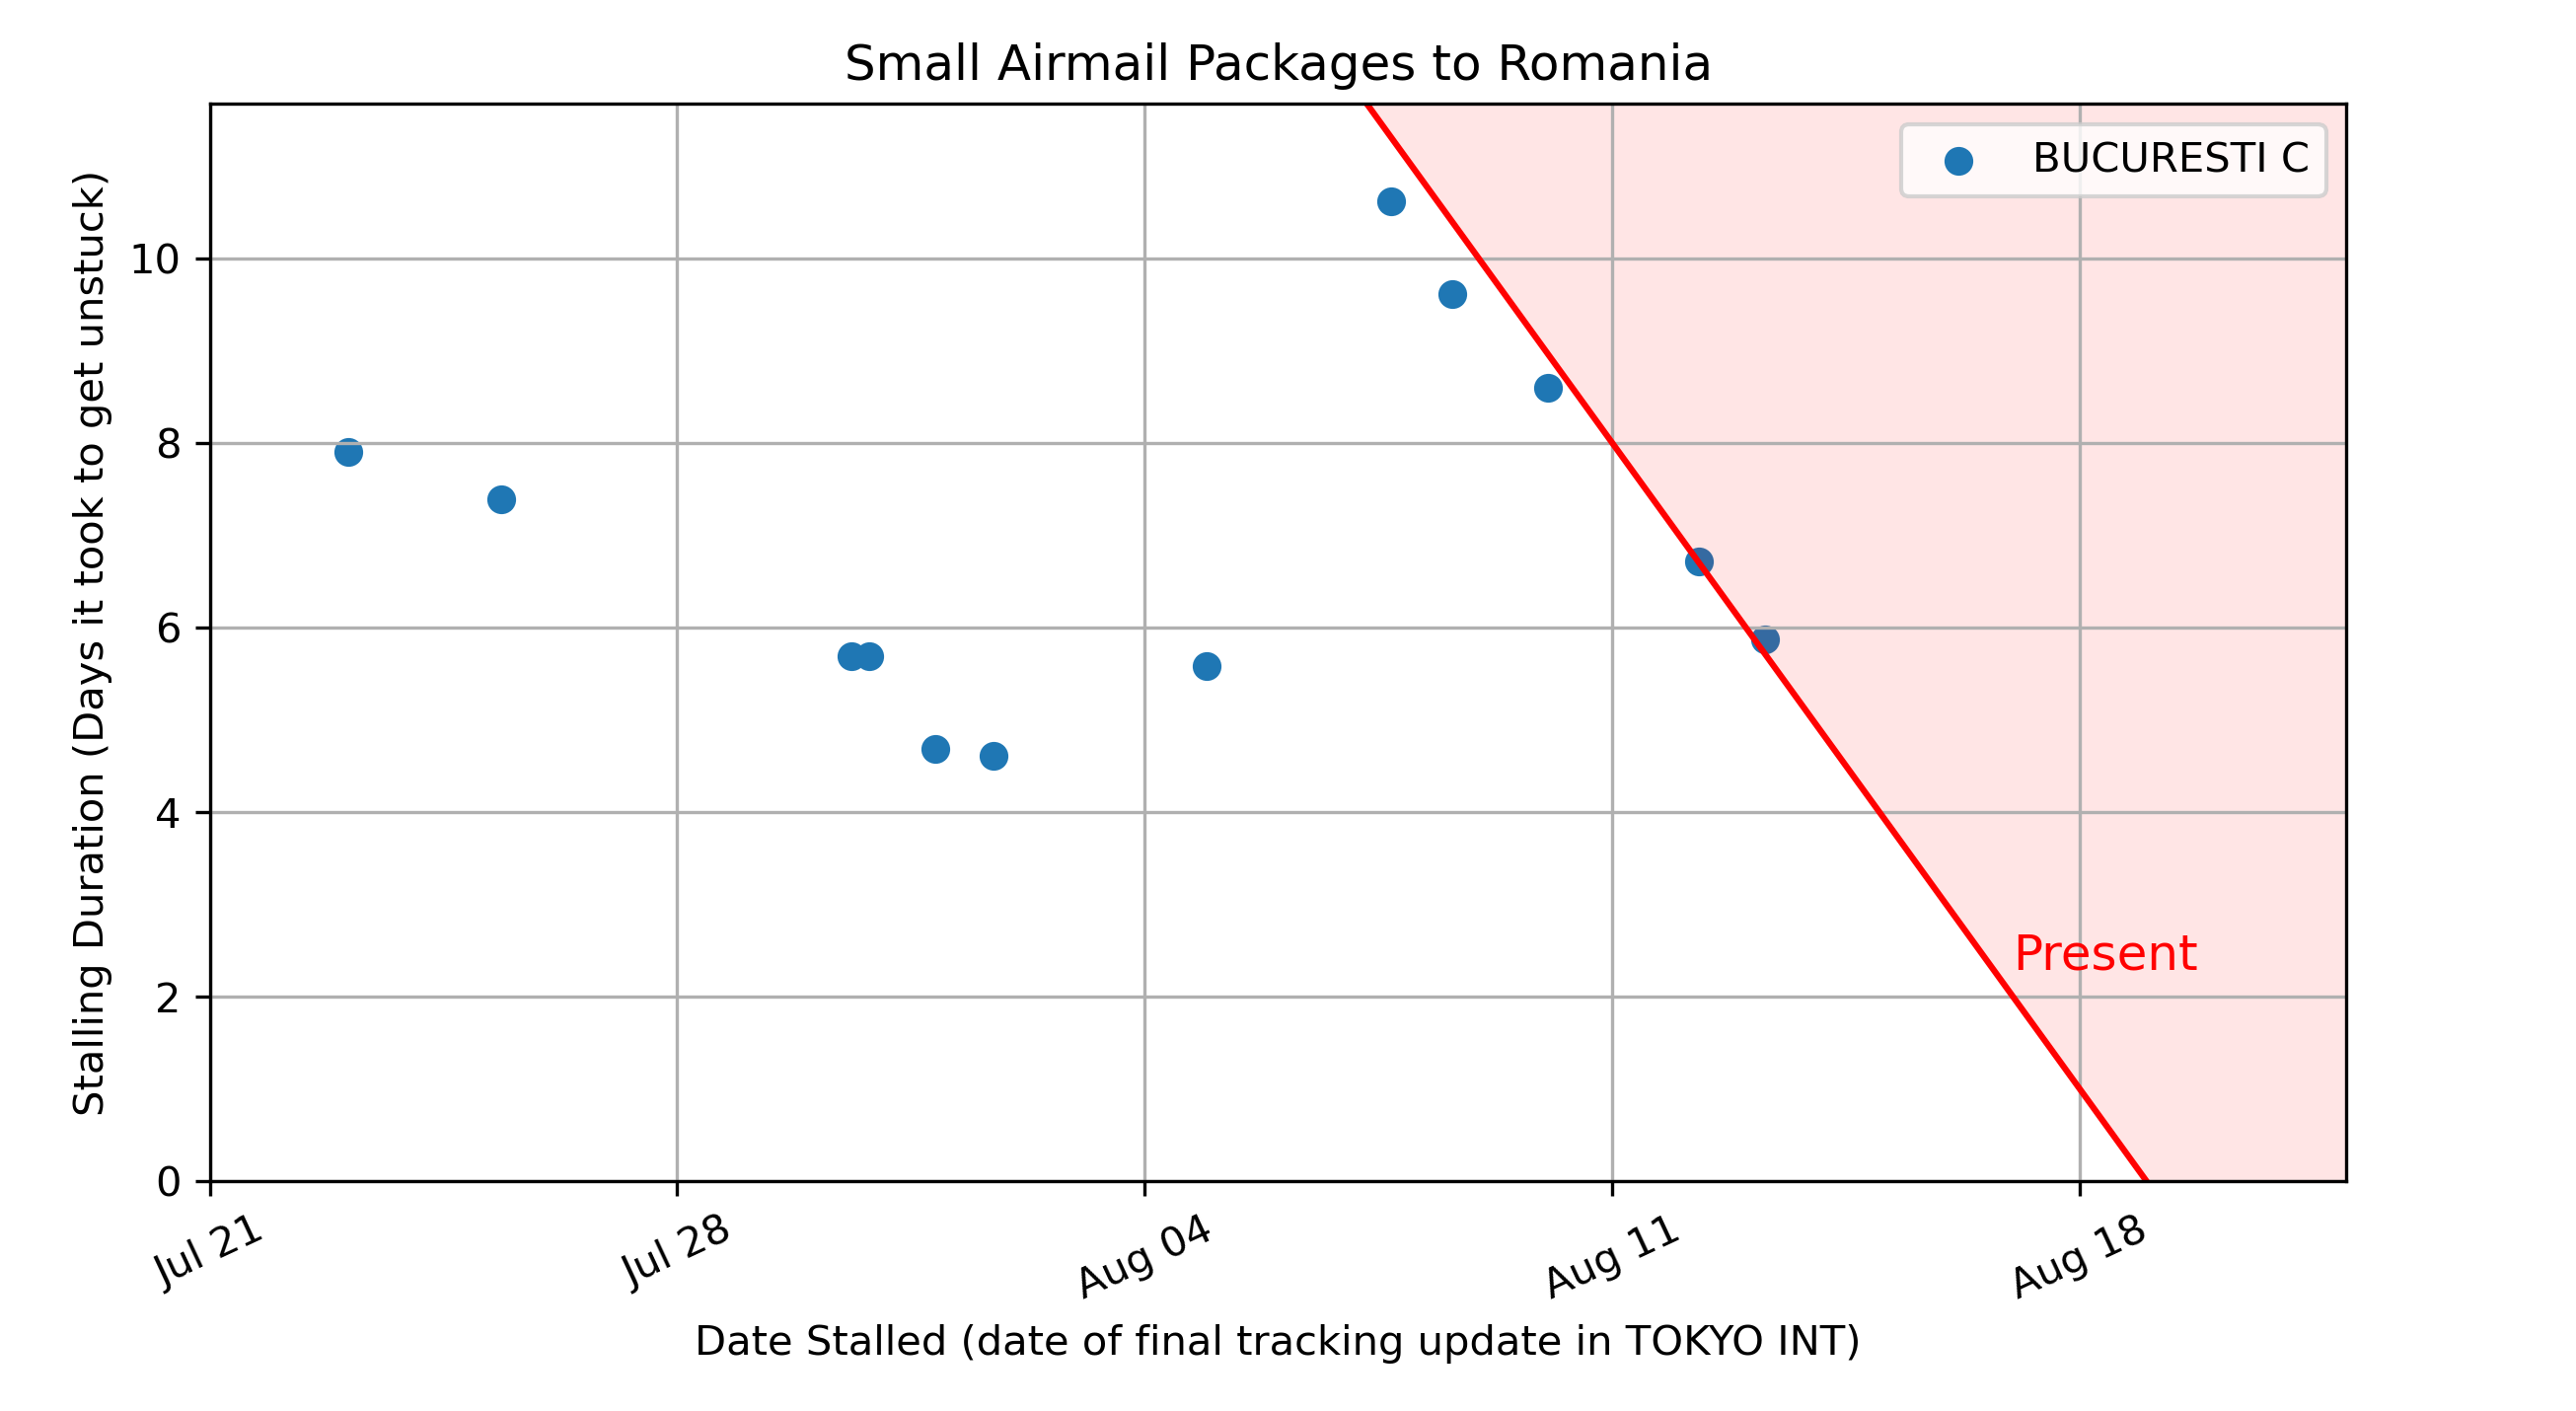 Small Airmail Packages to Romania
BUCURESTI C
Stalling Duration (Days it took to get unstuck)
10
8
6
4
2
0
Present
Jul 21
Jul 28
Aug 04
Aug 11
Aug 18
Date Stalled (date of final tracking update in TOKYO INT)